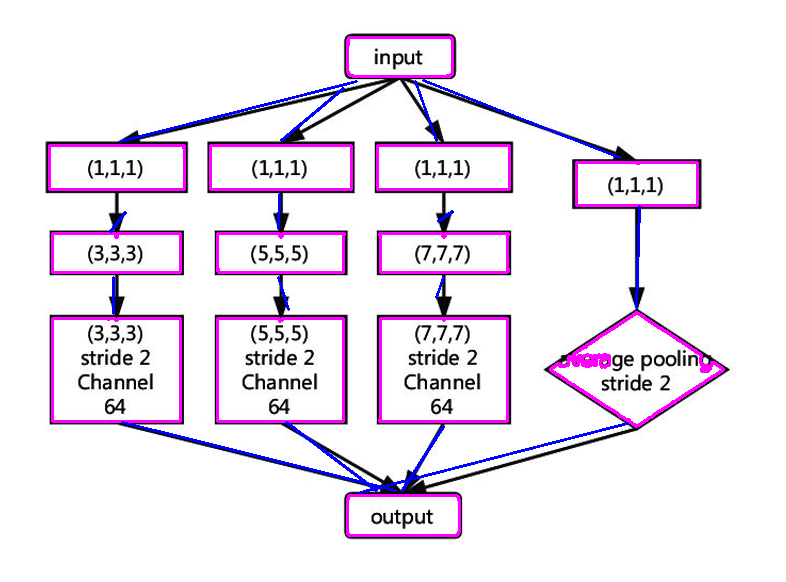 input
(1,1,1)
(1,1,1)
(1,1,1)
(1,1,1)
(3,3,3)
(5,5,5)
(7,7,7)
(3,3,3)
stride 2
Channel
64
(5,5,5)
stride 2
Channel
64
(7,7,7)
stride 2
Channel
64
average pooling
stride 2
output